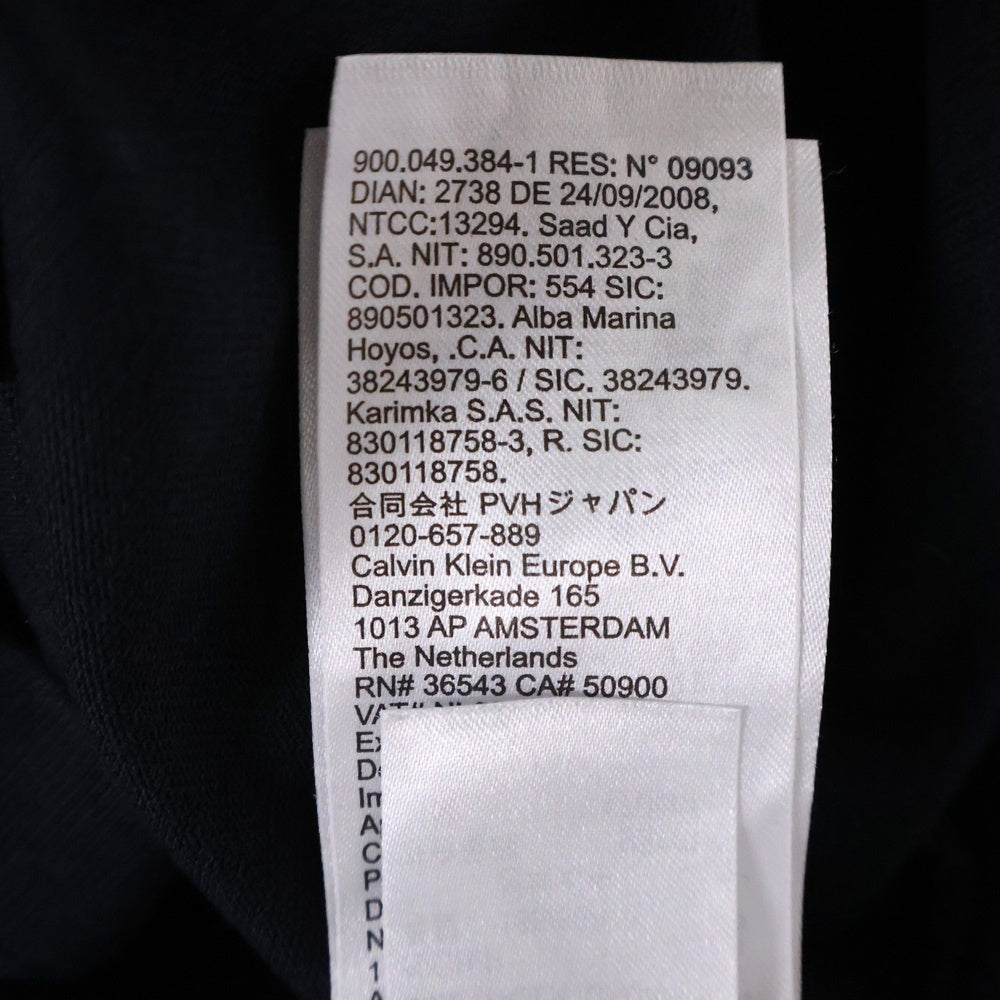 900.049.384-1 RES: N° 09093
DIAN: 2738 DE 24/09/2008,
NTCC:13294. Saad Y Cia,
S.A. NIT: 890.501.323-3
COD. IMPOR: 554 SIC:
890501323. Alba Marina
Hoyos, .C.A. NIT:
38243979-6 / SIC. 38243979.
Karimka S.A.S. NIT:
830118758-3, R. SIC:
830118758.
合同会社 PVHジャパン
0120-657-889
Calvin Klein Europe B.V.
Danzigerkade 165
1013 AP AMSTERDAM
The Netherlands
RN# 36543 CA# 50900